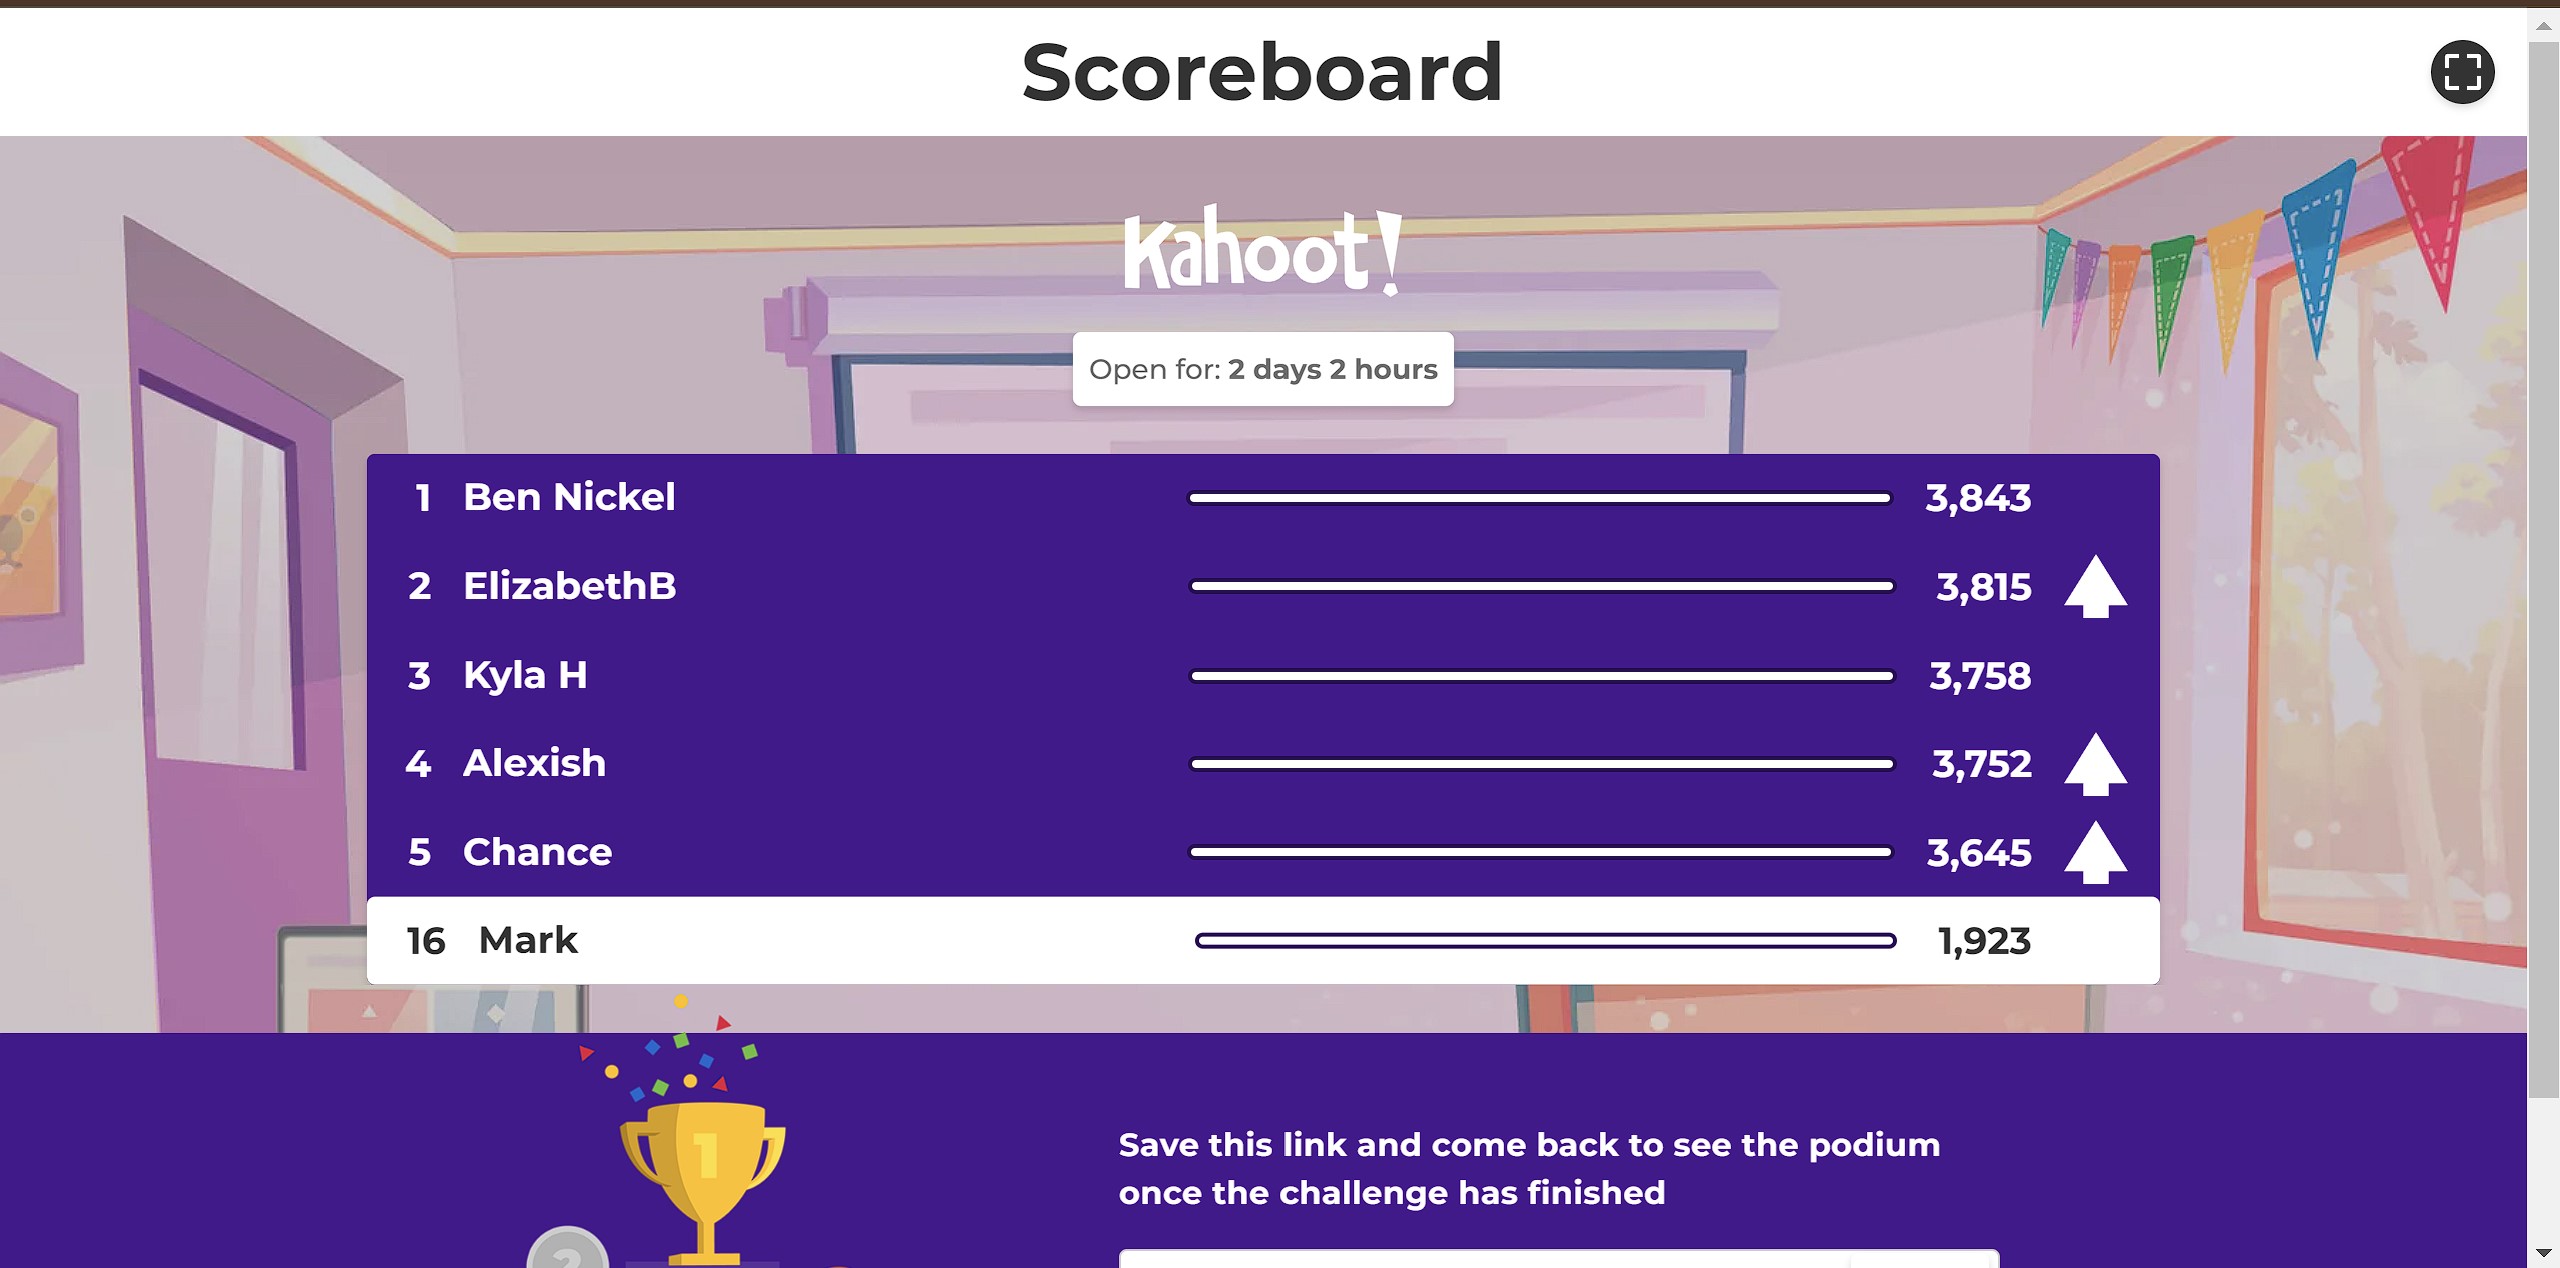 Scoreboard
Kahoot!
Open for: 2 days 2 hours
1 Ben Nickel 3,843
2 ElizabethB 3,815
3 Kyla H 3,758
4 Alexish 3,752
5 Chance 3,645
16 Mark 1,923
1
Save this link and come back to see the podium
once the challenge has finished
2